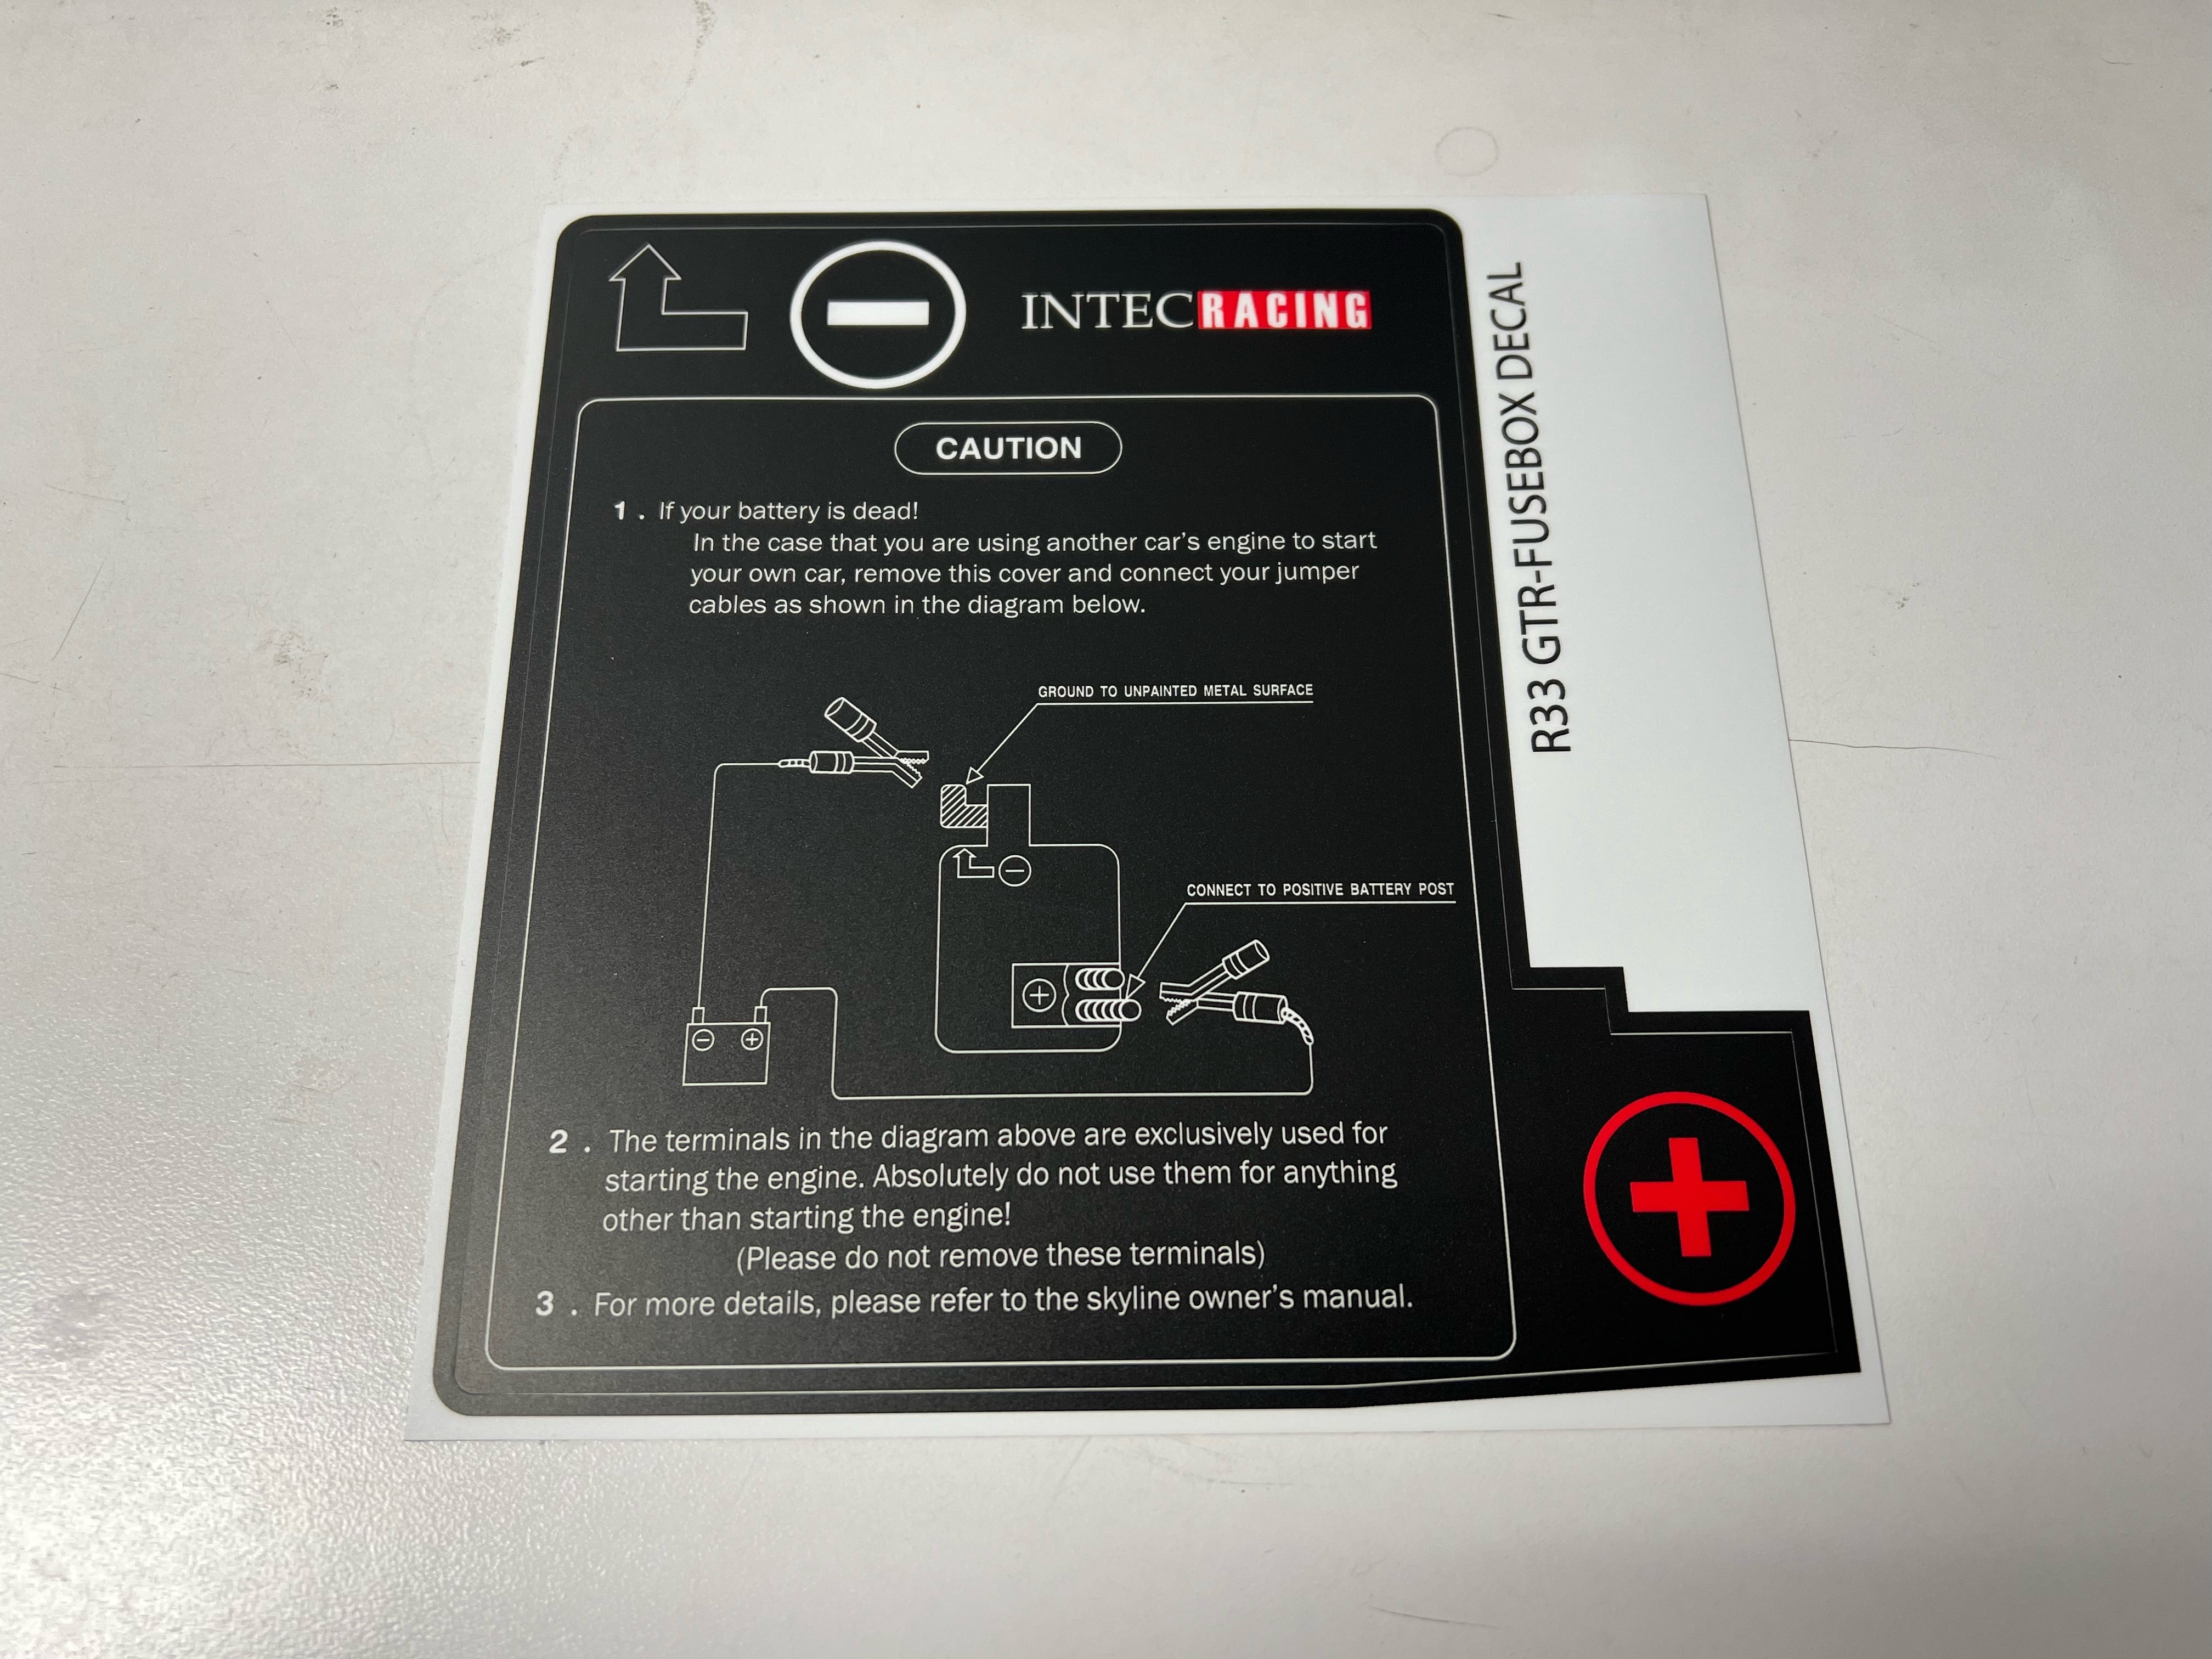 INTECRACING
CAUTION
1 . If your battery is dead!
In the case that you are using another car's engine to start
your own car, remove this cover and connect your jumper
cables as shown in the diagram below.
GROUND TO UNPAINTED METAL SURFACE
CONNECT TO POSITIVE BATTERY POST
2 . The terminals in the diagram above are exclusively used for
starting the engine. Absolutely do not use them for anything
other than starting the engine!
(Please do not remove these terminals)
3 . For more details, please refer to the skyline owner's manual.
R33 GTR-FUSEBOX DECAL